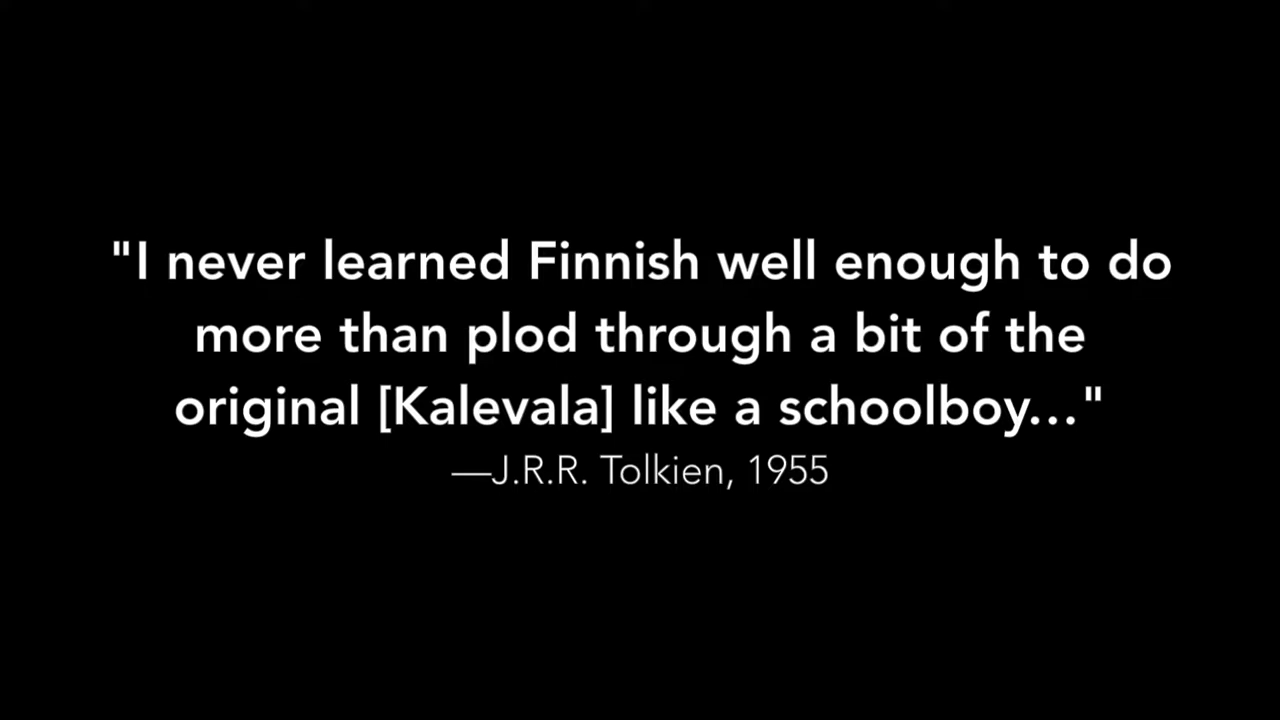 "I never learned Finnish well enough to do
more than plod through a bit of the
original [Kalevala] like a schoolboy..."
—J.R.R. Tolkien, 1955